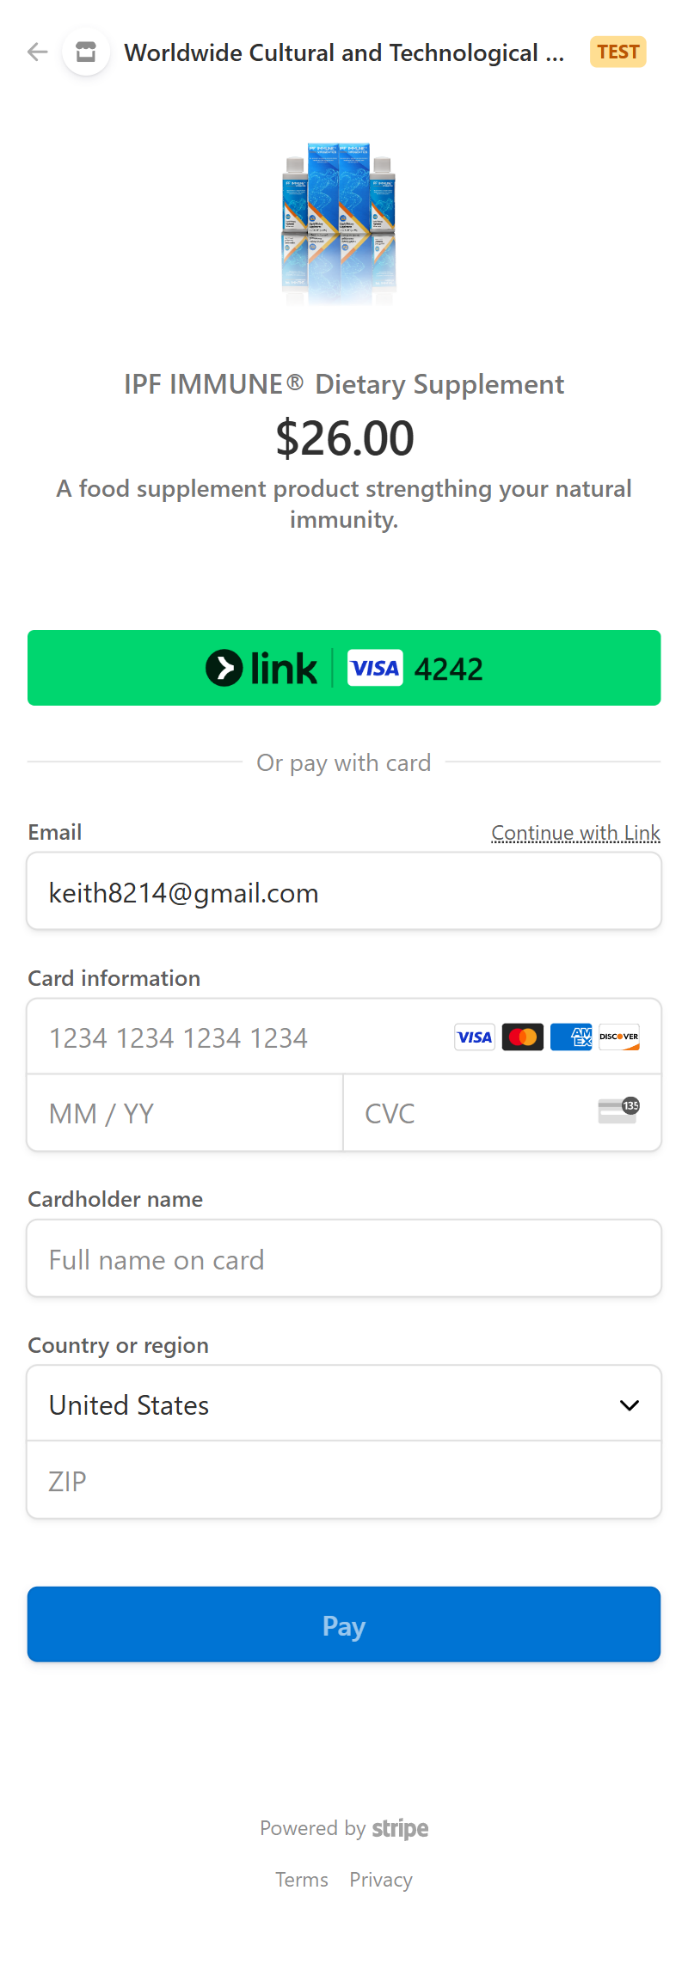 Worldwide Cultural and Technological ... TEST
IPF IMMUNE® Dietary Supplement
$26.00
A food supplement product strengthing your natural
immunity.
link VISA 4242
Or pay with card
Email Continue with Link
keith8214@gmail.com
Card information
1234 1234 1234 1234 VISA AMEX DISCOVER
MM / YY CVC 135
Cardholder name
Full name on card
Country or region
United States
ZIP
Pay
Powered by stripe
Terms Privacy